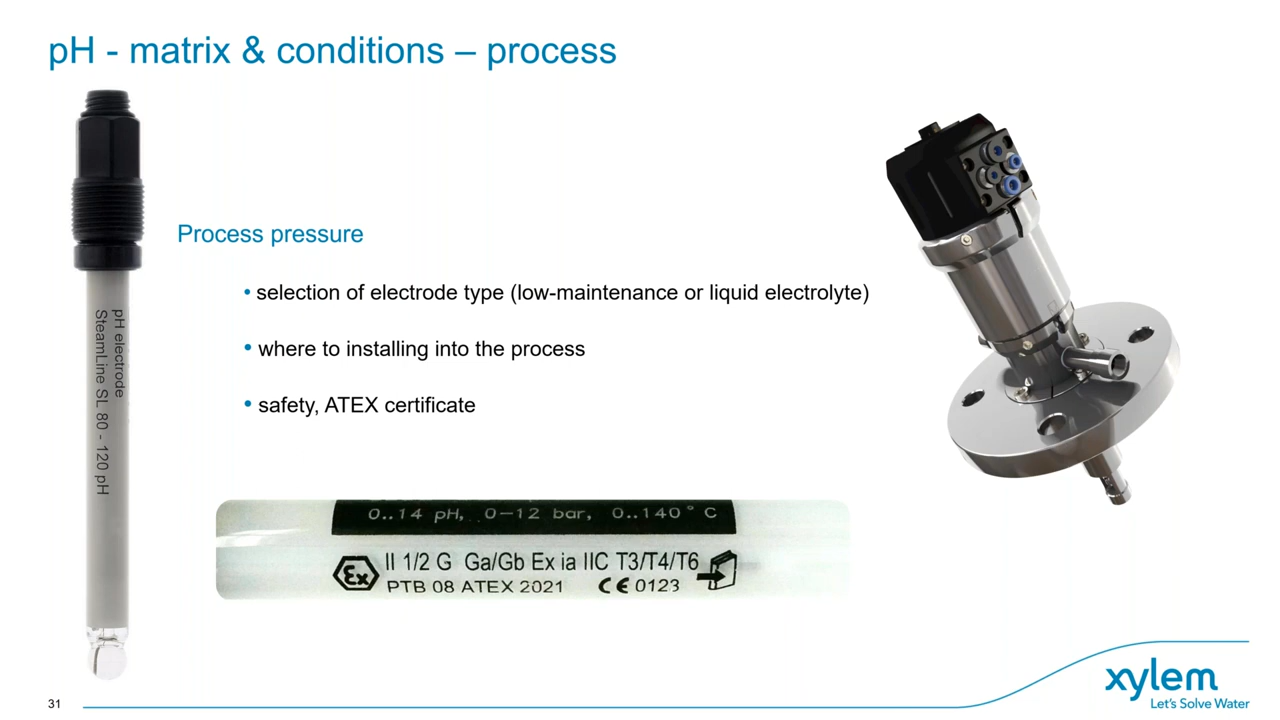 pH - matrix & conditions – process
pH electrode
SteamLine SL 80 - 120 pH
Process pressure
• selection of electrode type (low-maintenance or liquid electrolyte)
• where to installing into the process
• safety, ATEX certificate
0..14 pH, 0–12 bar, 0..140° C
Ex II 1/2 G Ga/Gb Ex ia IIC T3/T4/T6
PTB 08 ATEX 2021 CE 0123
31
xylem
Let's Solve Water